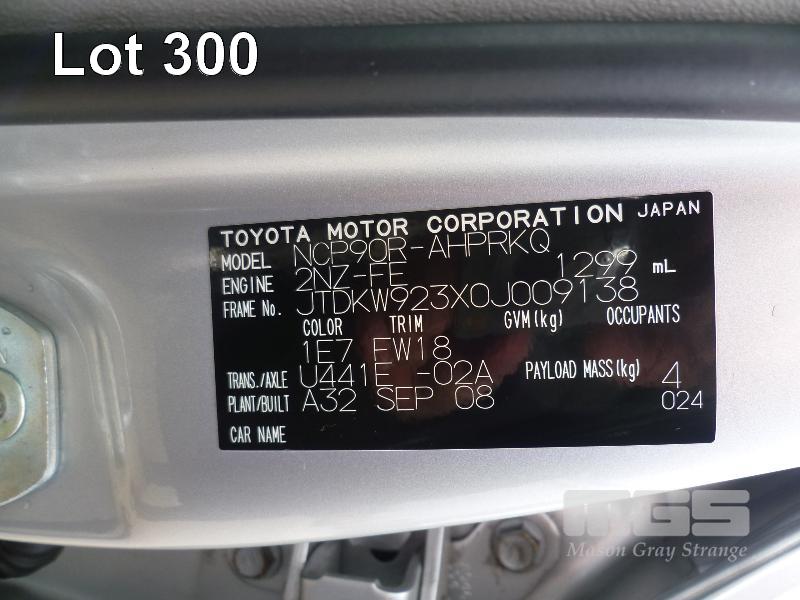 Lot 300
TOYOTA MOTOR CORPORATION JAPAN
MODEL NCP90R-AHPRKQ
ENGINE 2NZ-FE 1299 mL
FRAME No. JTDKW923X0J009138
COLOR TRIM GVM(kg) OCCUPANTS
1E7 EW18
TRANS./AXLE U441E -02A PAYLOAD MASS(kg) 4
PLANT/BUILT A32 SEP 08 024
CAR NAME
MGS
Mason Gray Strange